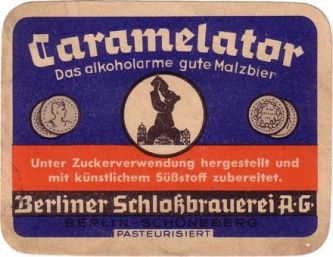 Caramelator
Das alkoholarme gute Malzbier
Unter Zuckerverwendung hergestellt und
mit künstlichem Süßstoff zubereitet.
Berliner Schloßbrauerei A·G·
BERLIN-SCHÖNEBERG
PASTEURISIERT